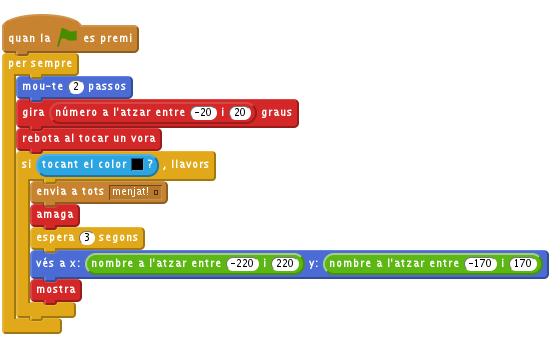 quan la es premi
per sempre
mou-te 2 passos
gira número a l'atzar entre -20 i 20 graus
rebota al tocar un vora
si tocant el color ? , llavors
envia a tots menjat!
amaga
espera 3 segons
vés a x: nombre a l'atzar entre -220 i 220 y: nombre a l'atzar entre -170 i 170
mostra